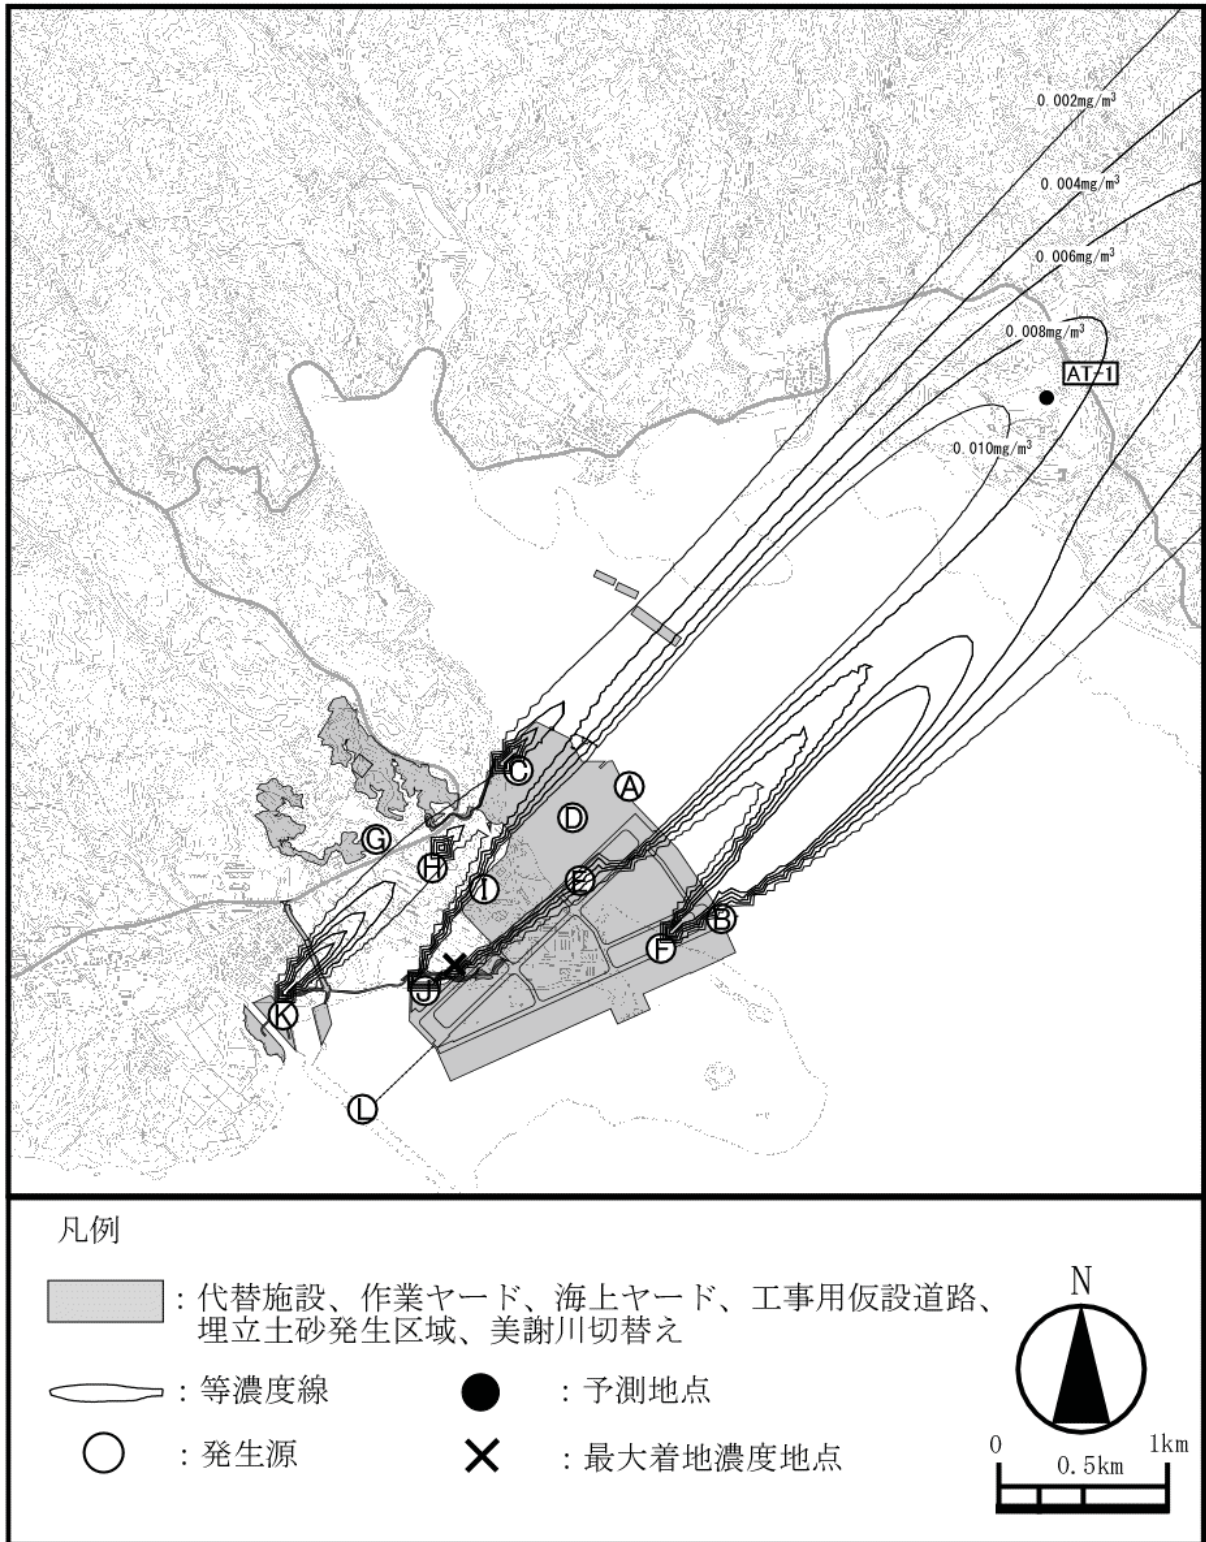 0.002mg/m³
0.004mg/m³
0.006mg/m³
0.008mg/m³
AT-1
0.010mg/m³
C
A
D
G
H
E
I
B
F
J
K
L
凡例
：代替施設、作業ヤード、海上ヤード、工事用仮設道路、
埋立土砂発生区域、美謝川切替え
：等濃度線
：予測地点
：発生源
：最大着地濃度地点
N
0
1km
0.5km